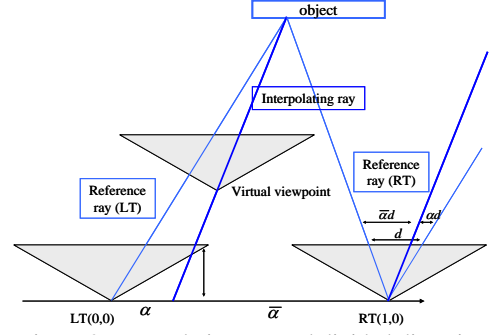 object
Interpolating ray
Reference
ray (LT)
Virtual viewpoint
Reference
ray (RT)
ᾱd
αd
d
LT(0,0)
α
ᾱ
RT(1,0)